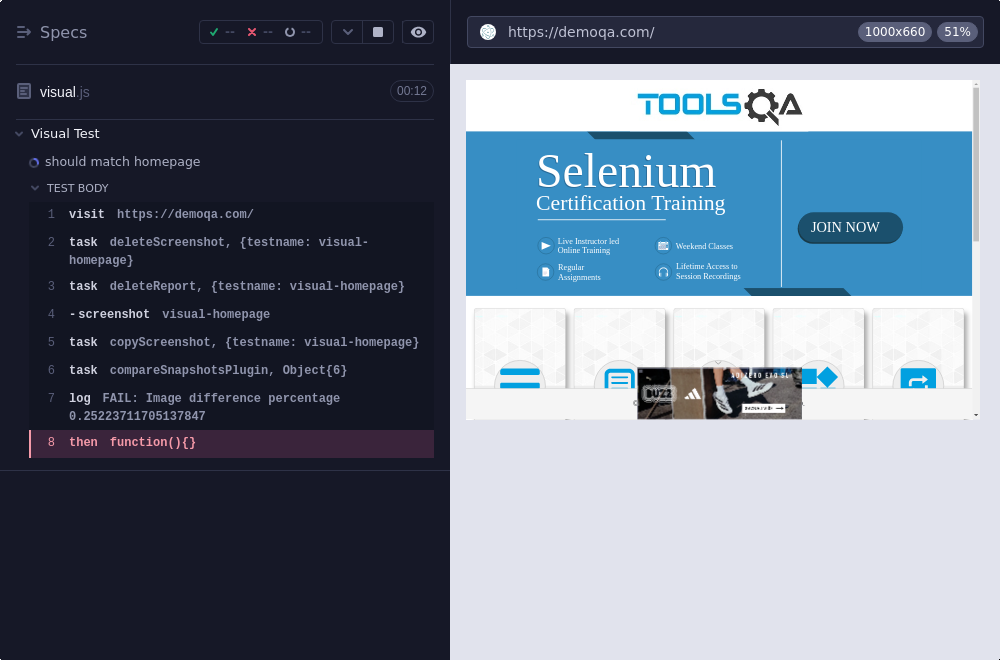 Specs
--
--
--
https://demoqa.com/
1000x660
51%
visual.js
00:12
Visual Test
should match homepage
TEST BODY
1 visit https://demoqa.com/
2 task deleteScreenshot, {testname: visual-
homepage}
3 task deleteReport, {testname: visual-homepage}
4 -screenshot visual-homepage
5 task copyScreenshot, {testname: visual-homepage}
6 task compareSnapshotsPlugin, Object{6}
7 log FAIL: Image difference percentage
0.25223711705137847
8 then function(){}
TOOLSQA
Selenium
Certification Training
Live Instructor led
Online Training
Weekend Classes
Regular
Assignments
Lifetime Access to
Session Recordings
JOIN NOW
BUZZ